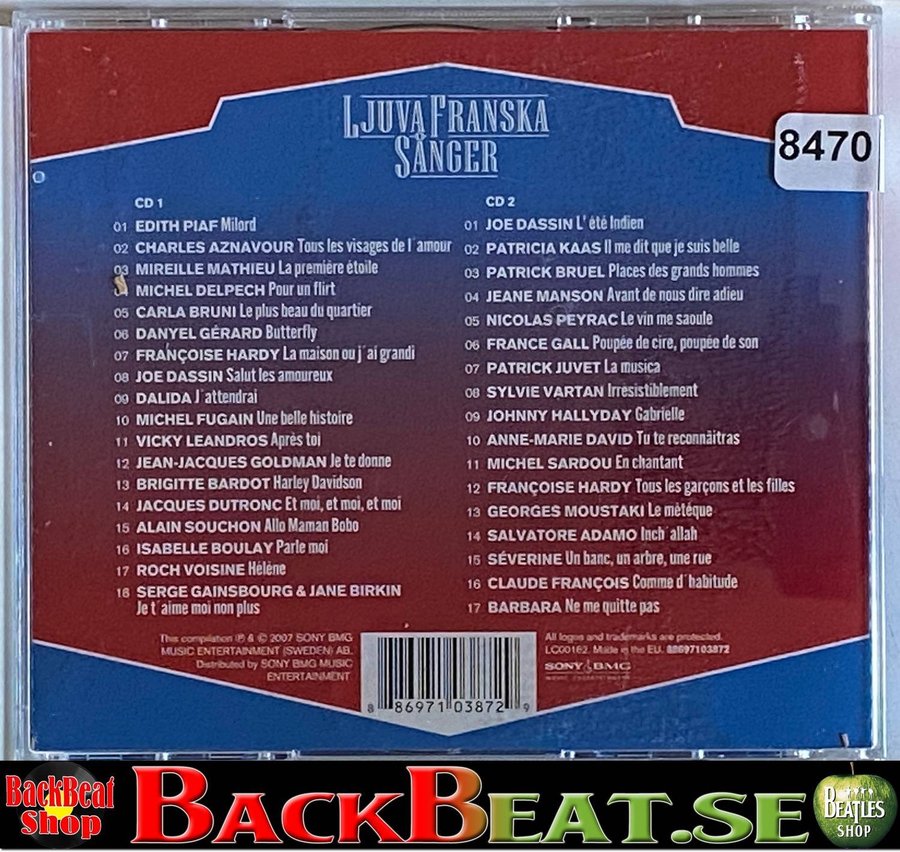 LJUVA FRANSKA
SÅNGER
8470
CD 1
01 EDITH PIAF Milord
02 CHARLES AZNAVOUR Tous les visages de l´amour
03 MIREILLE MATHIEU La première étoile
MICHEL DELPECH Pour un flirt
05 CARLA BRUNI Le plus beau du quartier
06 DANYEL GÉRARD Butterfly
07 FRANÇOISE HARDY La maison ou j´ai grandi
08 JOE DASSIN Salut les amoureux
09 DALIDA J´attendrai
10 MICHEL FUGAIN Une belle histoire
11 VICKY LEANDROS Après toi
12 JEAN-JACQUES GOLDMAN Je te donne
13 BRIGITTE BARDOT Harley Davidson
14 JACQUES DUTRONC Et moi, et moi, et moi
15 ALAIN SOUCHON Allo Maman Bobo
16 ISABELLE BOULAY Parle moi
17 ROCH VOISINE Hélène
18 SERGE GAINSBOURG & JANE BIRKIN
Je t´aime moi non plus
CD 2
01 JOE DASSIN L´été Indien
02 PATRICIA KAAS Il me dit que je suis belle
03 PATRICK BRUEL Places des grands hommes
04 JEANE MANSON Avant de nous dire adieu
05 NICOLAS PEYRAC Le vin me saoule
06 FRANCE GALL Poupée de cire, poupée de son
07 PATRICK JUVET La musica
08 SYLVIE VARTAN Irrésistiblement
09 JOHNNY HALLYDAY Gabrielle
10 ANNE-MARIE DAVID Tu te reconnäitras
11 MICHEL SARDOU En chantant
12 FRANÇOISE HARDY Tous les garçons et les filles
13 GEORGES MOUSTAKI Le mètéque
14 SALVATORE ADAMO Inch´allah
15 SÉVERINE Un banc, un arbre, une rue
16 CLAUDE FRANÇOIS Comme d´habitude
17 BARBARA Ne me quitte pas
This compilation ℗ & © 2007 SONY BMG
MUSIC ENTERTAINMENT (SWEDEN) AB.
Distributed by SONY BMG MUSIC
ENTERTAINMENT
8 86971 03872 9
All logos and trademarks are protected.
LC00162. Made in the EU. 88697103872
SONY BMG
MUSIC ENTERTAINMENT
BackBeat
Shop
BACKBEAT.SE
BEATLES
SHOP